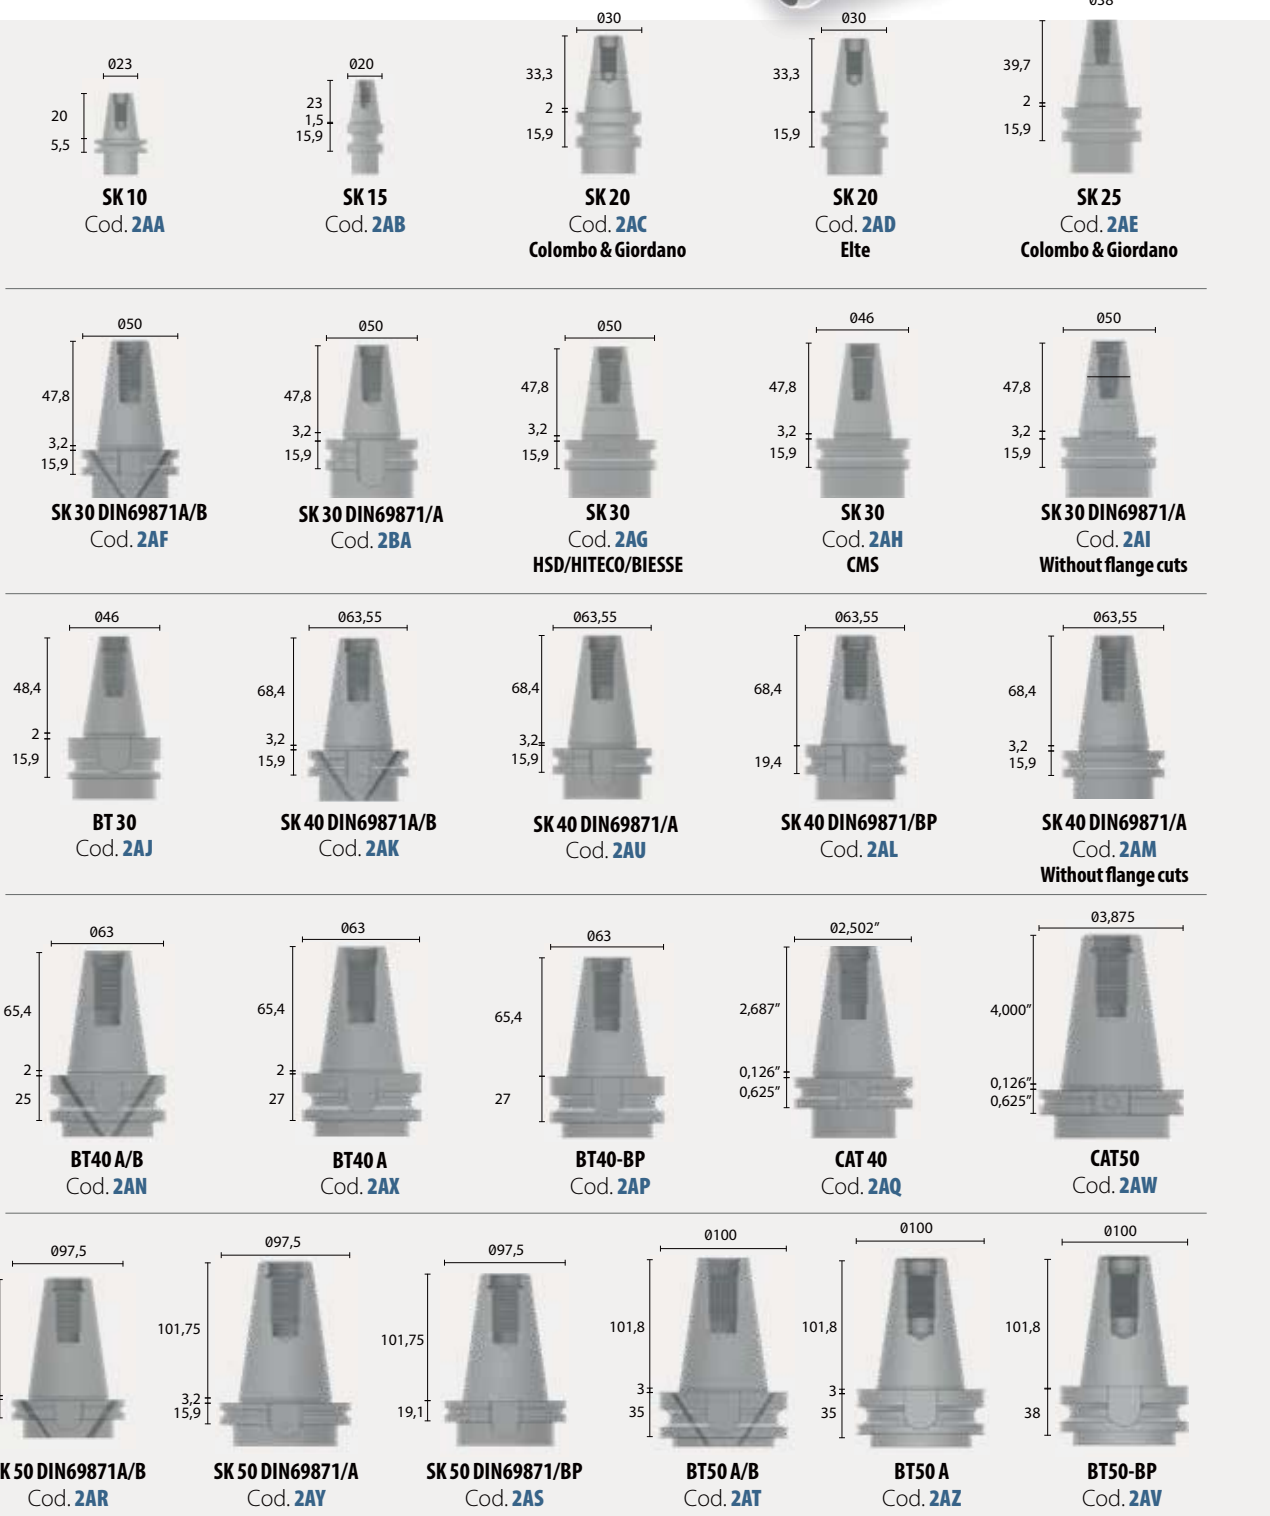 Ø38
Ø30
Ø30
Ø23
Ø20
20
5,5
23
1,5
15,9
33,3
2
15,9
33,3
15,9
39,7
2
15,9
SK 10
Cod. 2AA
SK 15
Cod. 2AB
SK 20
Cod. 2AC
Colombo & Giordano
SK 20
Cod. 2AD
Elte
SK 25
Cod. 2AE
Colombo & Giordano
Ø50
47,8
3,2
15,9
SK 30 DIN69871A/B
Cod. 2AF
Ø50
47,8
3,2
15,9
SK 30 DIN69871/A
Cod. 2BA
Ø50
47,8
3,2
15,9
SK 30
Cod. 2AG
HSD/HITECO/BIESSE
Ø46
47,8
3,2
15,9
SK 30
Cod. 2AH
CMS
Ø50
47,8
3,2
15,9
SK 30 DIN69871/A
Cod. 2AI
Without flange cuts
Ø46
48,4
2
15,9
BT 30
Cod. 2AJ
Ø63,55
68,4
3,2
15,9
SK 40 DIN69871A/B
Cod. 2AK
Ø63,55
68,4
3,2
15,9
SK 40 DIN69871/A
Cod. 2AU
Ø63,55
68,4
19,4
SK 40 DIN69871/BP
Cod. 2AL
Ø63,55
68,4
3,2
15,9
SK 40 DIN69871/A
Cod. 2AM
Without flange cuts
Ø63
65,4
2
25
BT40 A/B
Cod. 2AN
Ø63
65,4
2
27
BT40 A
Cod. 2AX
Ø63
65,4
27
BT40-BP
Cod. 2AP
Ø2,502”
2,687”
0,126”
0,625”
CAT 40
Cod. 2AQ
Ø3,875
4,000”
0,126”
0,625”
CAT50
Cod. 2AW
Ø97,5
K 50 DIN69871A/B
Cod. 2AR
Ø97,5
101,75
3,2
15,9
SK 50 DIN69871/A
Cod. 2AY
Ø97,5
101,75
19,1
SK 50 DIN69871/BP
Cod. 2AS
Ø100
101,8
3
35
BT50 A/B
Cod. 2AT
Ø100
101,8
3
35
BT50 A
Cod. 2AZ
Ø100
101,8
38
BT50-BP
Cod. 2AV